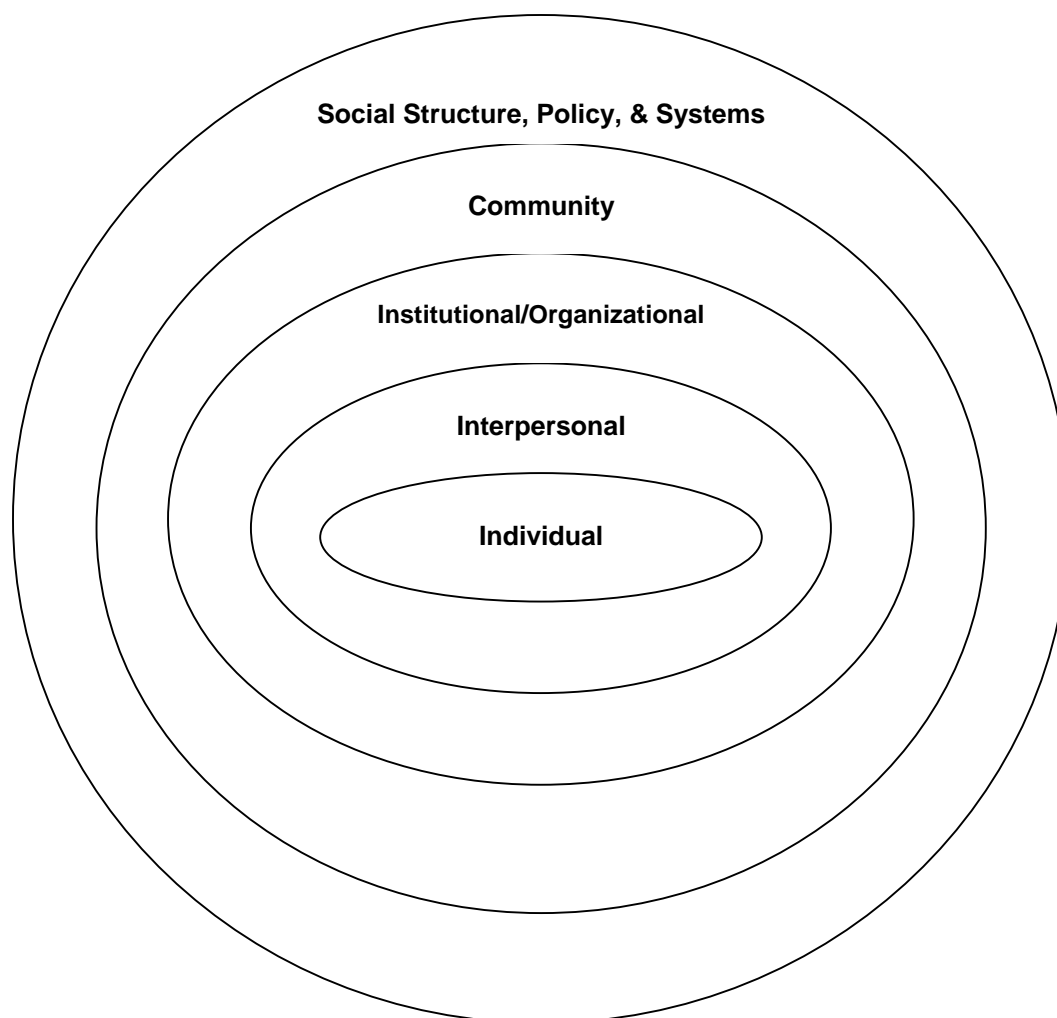 Social Structure, Policy, & Systems
Community
Institutional/Organizational
Interpersonal
Individual